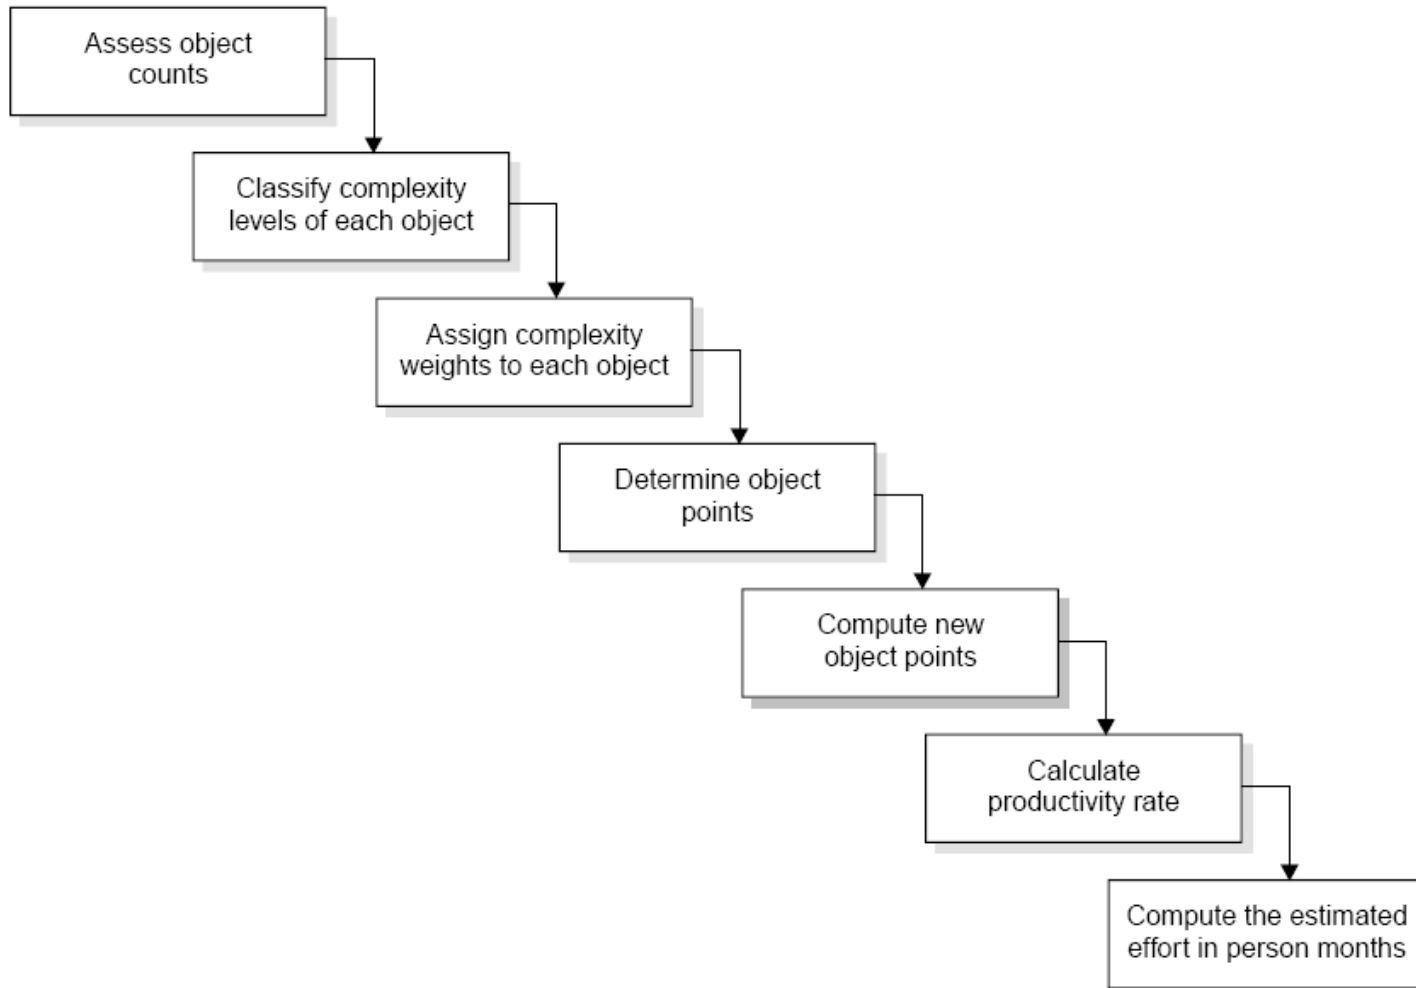 Assess object
counts
Classify complexity
levels of each object
Assign complexity
weights to each object
Determine object
points
Compute new
object points
Calculate
productivity rate
Compute the estimated
effort in person months